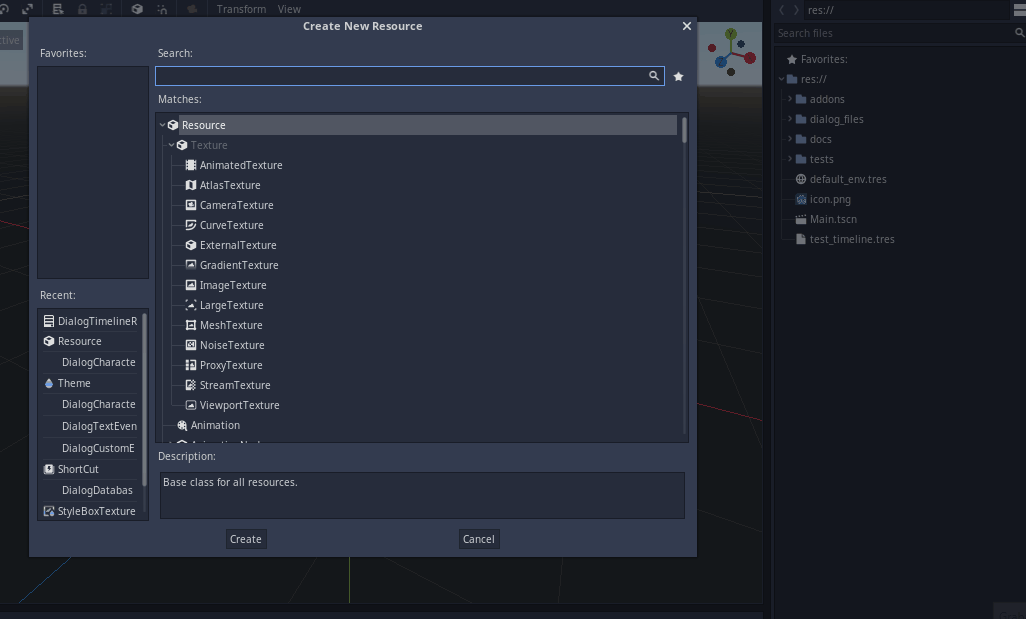 Transform View
Create New Resource
res://
ctive
Search files
Favorites:
Search:
Y
Favorites:
res://
Matches:
addons
Resource
dialog_files
Texture
docs
AnimatedTexture
tests
AtlasTexture
default_env.tres
CameraTexture
icon.png
CurveTexture
Main.tscn
ExternalTexture
test_timeline.tres
GradientTexture
ImageTexture
Recent:
LargeTexture
DialogTimelineR
MeshTexture
Resource
NoiseTexture
DialogCharacte
ProxyTexture
Theme
StreamTexture
DialogCharacte
ViewportTexture
DialogTextEven
Animation
DialogCustomE
Description:
ShortCut
Base class for all resources.
DialogDatabas
StyleBoxTexture
Create
Cancel